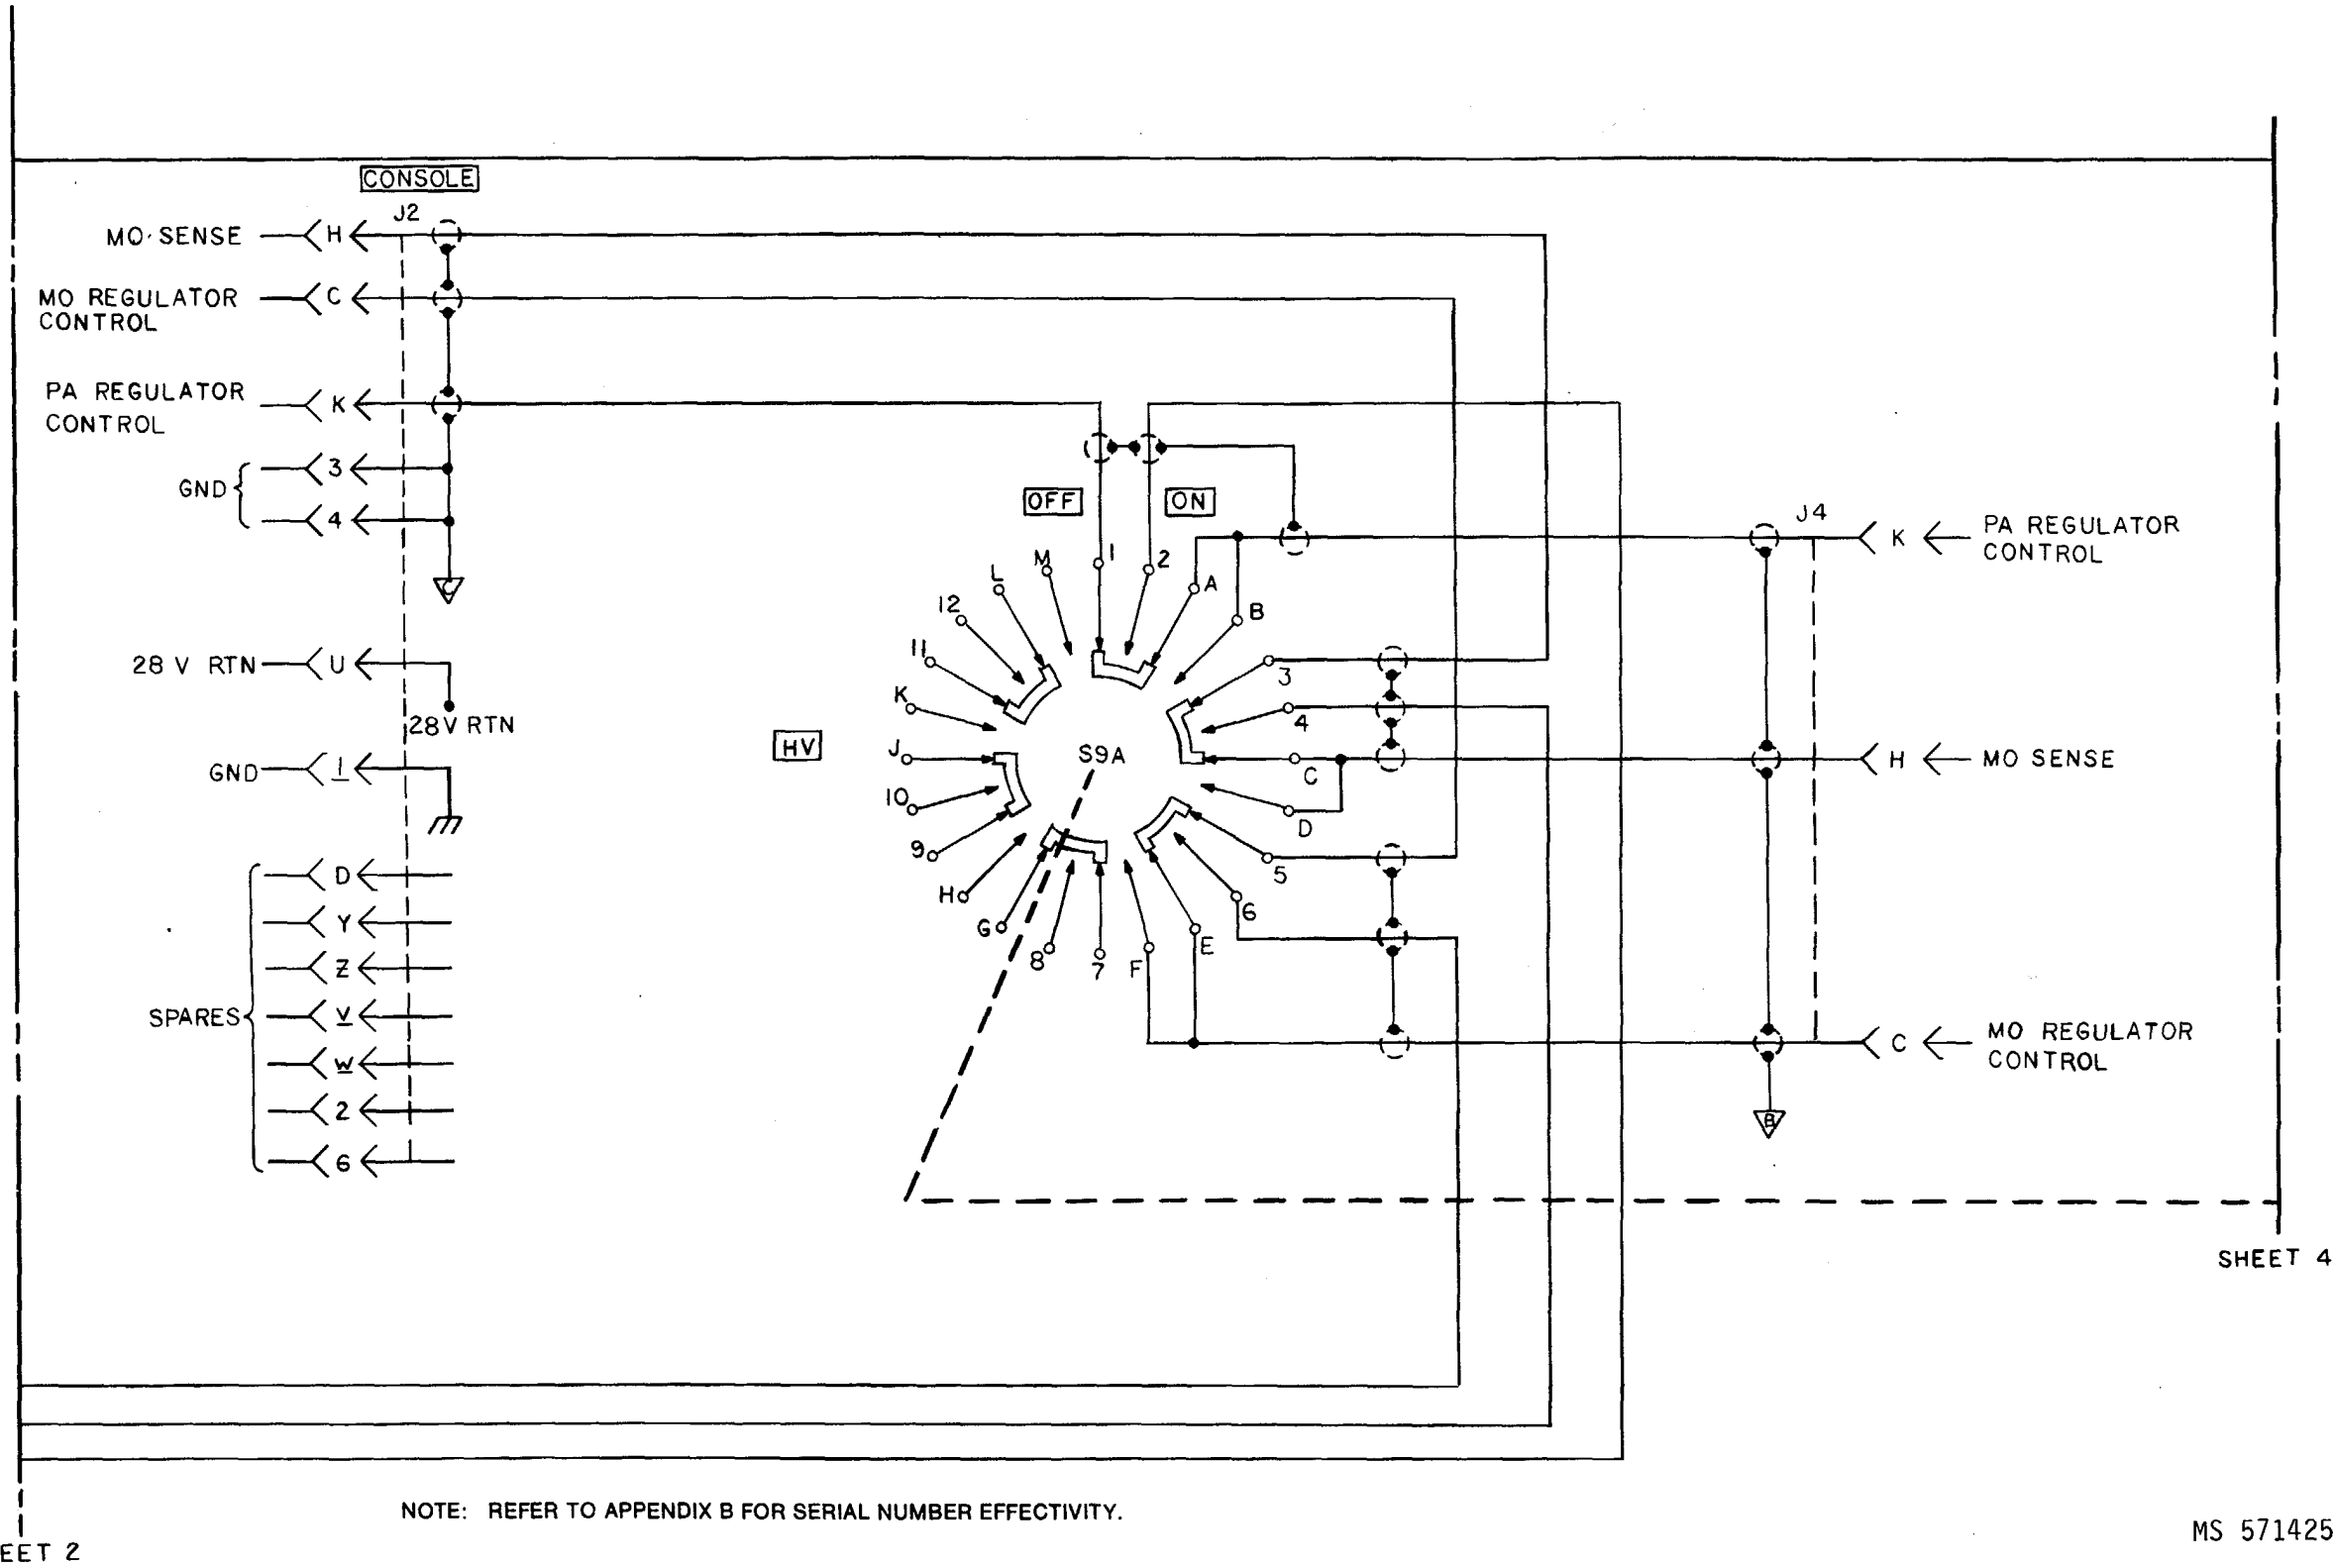 CONSOLE
J2
MO SENSE H
MO REGULATOR
CONTROL
C
PA REGULATOR
CONTROL
K
GND
3
4
C
28 V RTN U
28V RTN
GND 1
SPARES
D
Y
Z
V
W
2
6
OFF
ON
HV
S9A
1
2
A
B
3
4
C
D
5
6
E
F
7
8
G
H
9
10
J
K
11
12
L
M
J4
K PA REGULATOR
CONTROL
H MO SENSE
C MO REGULATOR
CONTROL
B
SHEET 4
NOTE: REFER TO APPENDIX B FOR SERIAL NUMBER EFFECTIVITY.
MS 571425
EET 2